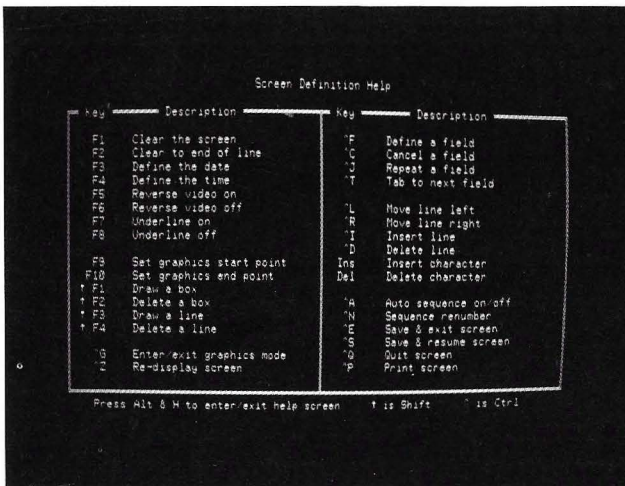 Screen Definition Help
Key Description
F1 Clear the screen
F2 Clear to end of line
F3 Define the date
F4 Define the time
F5 Reverse video on
F6 Reverse video off
F7 Underline on
F8 Underline off
F9 Set graphics start point
F10 Set graphics end point
↑ F1 Draw a box
↑ F2 Delete a box
↑ F3 Draw a line
↑ F4 Delete a line
^G Enter/exit graphics mode
^Z Re-display screen
Key Description
^F Define a field
^C Cancel a field
^J Repeat a field
^T Tab to next field
^L Move line left
^R Move line right
^I Insert line
^D Delete line
Ins Insert character
Del Delete character
^A Auto sequence on/off
^N Sequence renumber
^E Save & exit screen
^S Save & resume screen
^Q Quit screen
^P Print screen
Press Alt & H to enter/exit help screen ↑ is Shift ^ is Ctrl